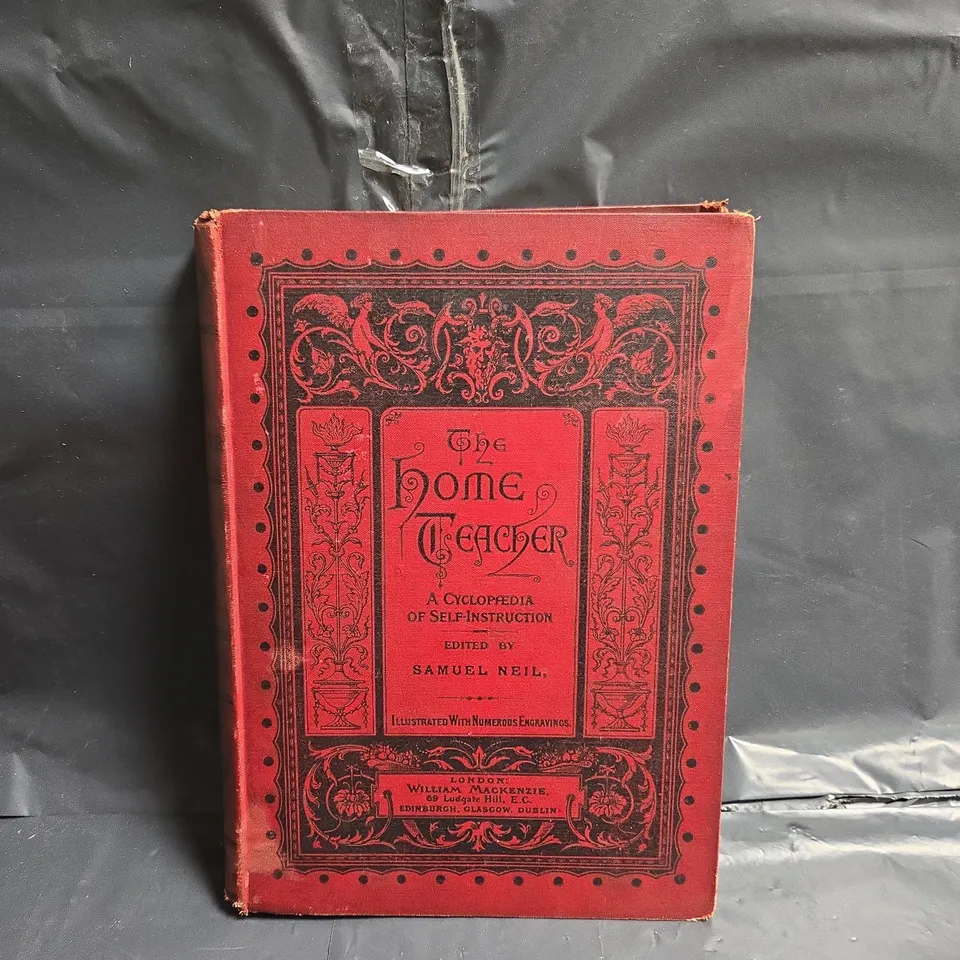 The
Home
Teacher
A Cyclopædia
of Self-Instruction
Edited by
Samuel Neil,
Illustrated With Numerous Engravings.
London:
William Mackenzie,
69 Ludgate Hill, E.C.
Edinburgh, Glasgow, Dublin.